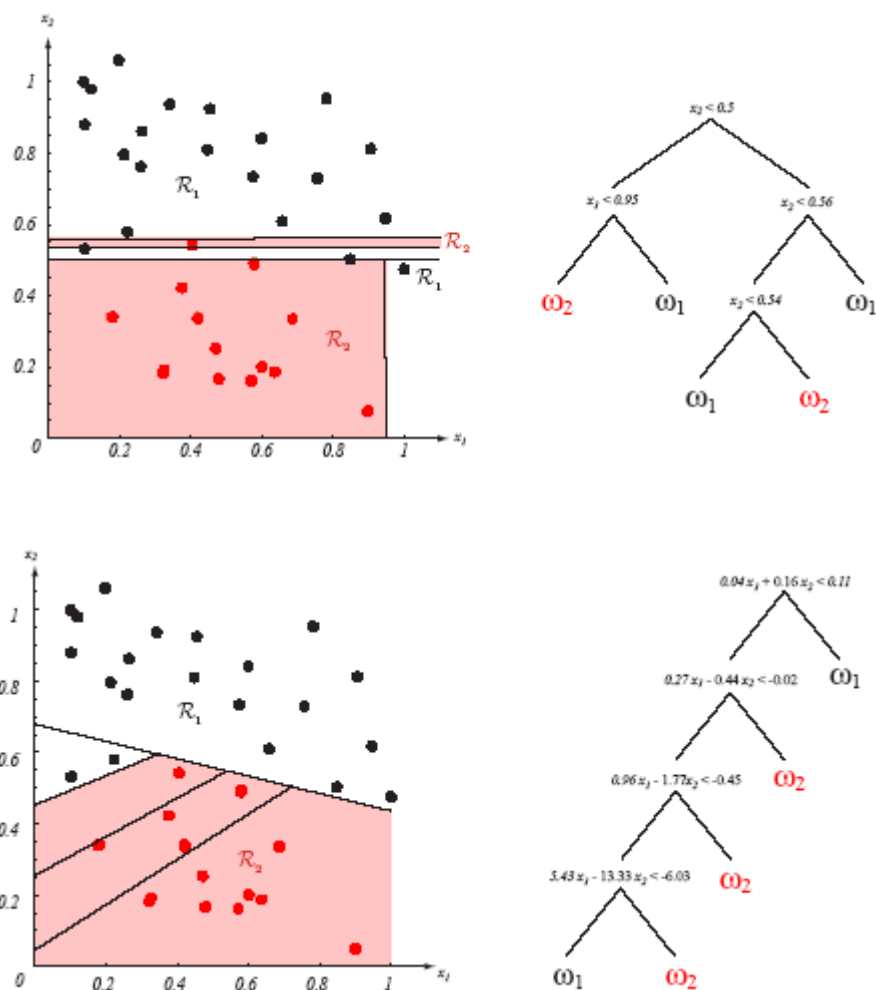 x₂
1
0.8
0.6
0.4
0.2
0
0.2
0.4
0.6
0.8
1
x₁
R₁
R₂
R₁
R₂
x₂ < 0.5
x₁ < 0.95
x₂ < 0.56
ω₂
ω₁
x₂ < 0.54
ω₁
ω₁
ω₂
x₂
1
0.8
0.6
0.4
0.2
0
0.2
0.4
0.6
0.8
1
x₁
R₁
R₂
0.04 x₁ + 0.16 x₂ < 0.11
0.27 x₁ - 0.44 x₂ < -0.02
ω₁
0.96 x₁ - 1.77 x₂ < -0.45
ω₂
5.43 x₁ - 13.33 x₂ < -6.03
ω₂
ω₁
ω₂